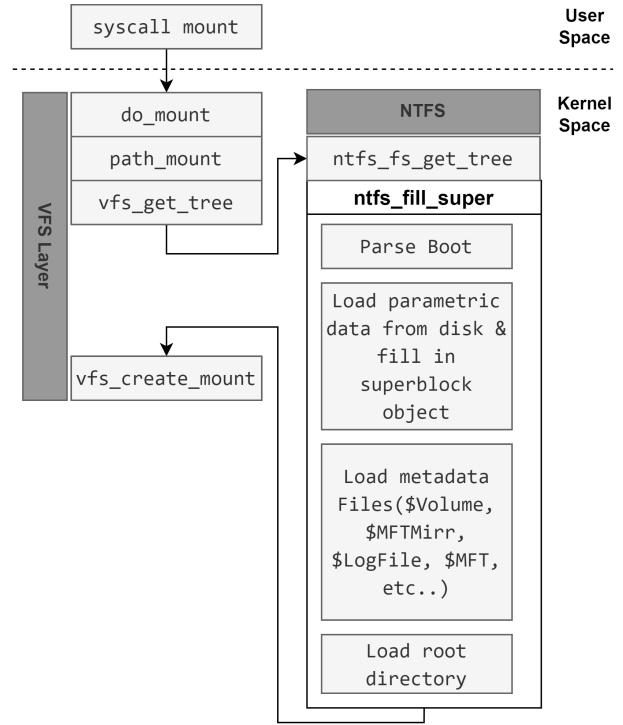 syscall mount
User
Space
do_mount
path_mount
vfs_get_tree
VFS Layer
vfs_create_mount
NTFS
Kernel
Space
ntfs_fs_get_tree
ntfs_fill_super
Parse Boot
Load parametric
data from disk &
fill in
superblock
object
Load metadata
Files($Volume,
$MFTMirr,
$LogFile, $MFT,
etc..)
Load root
directory